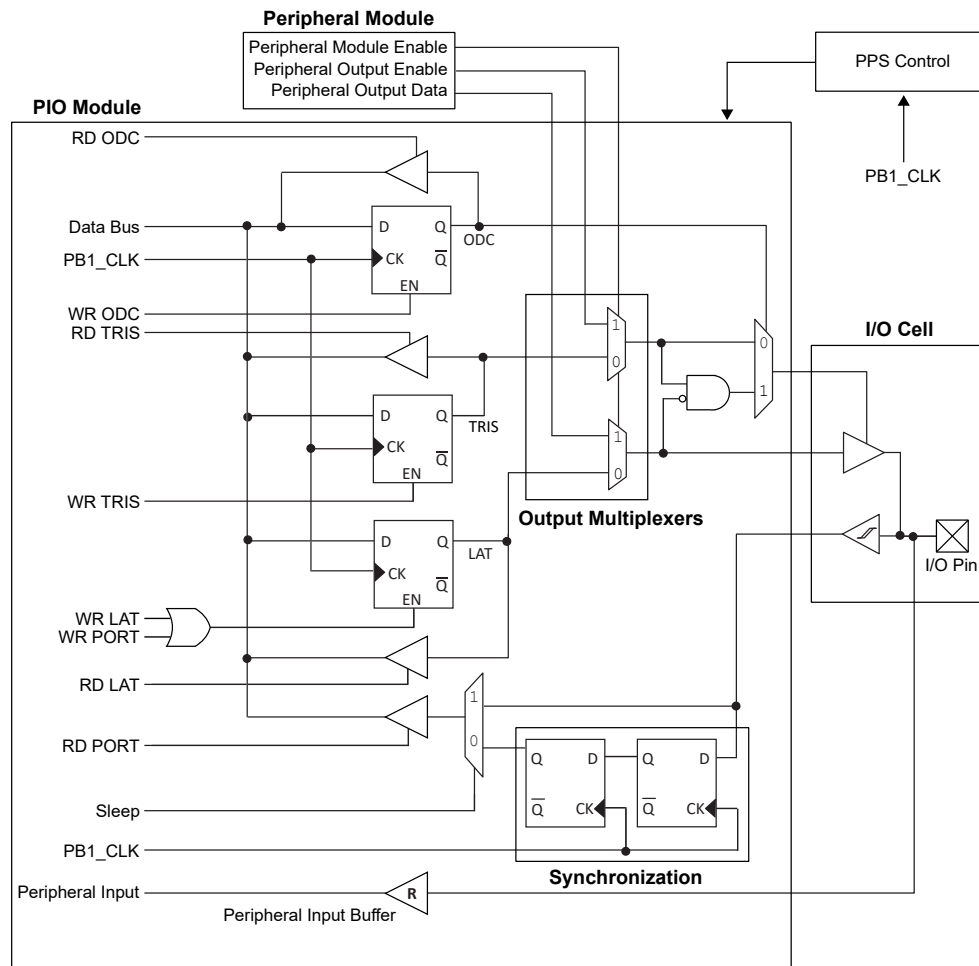 Peripheral Module
Peripheral Module Enable
Peripheral Output Enable
Peripheral Output Data
PPS Control
PB1_CLK
PIO Module
RD ODC
Data Bus
D Q
ODC
PB1_CLK
CK Q
EN
WR ODC
RD TRIS
1
0
0
1
I/O Cell
D Q
TRIS
CK Q
EN
WR TRIS
1
0
Output Multiplexers
D Q
LAT
CK Q
EN
I/O Pin
WR LAT
WR PORT
RD LAT
1
0
RD PORT
Q D
Q CK
Q D
Q CK
Sleep
PB1_CLK
Synchronization
Peripheral Input
R
Peripheral Input Buffer